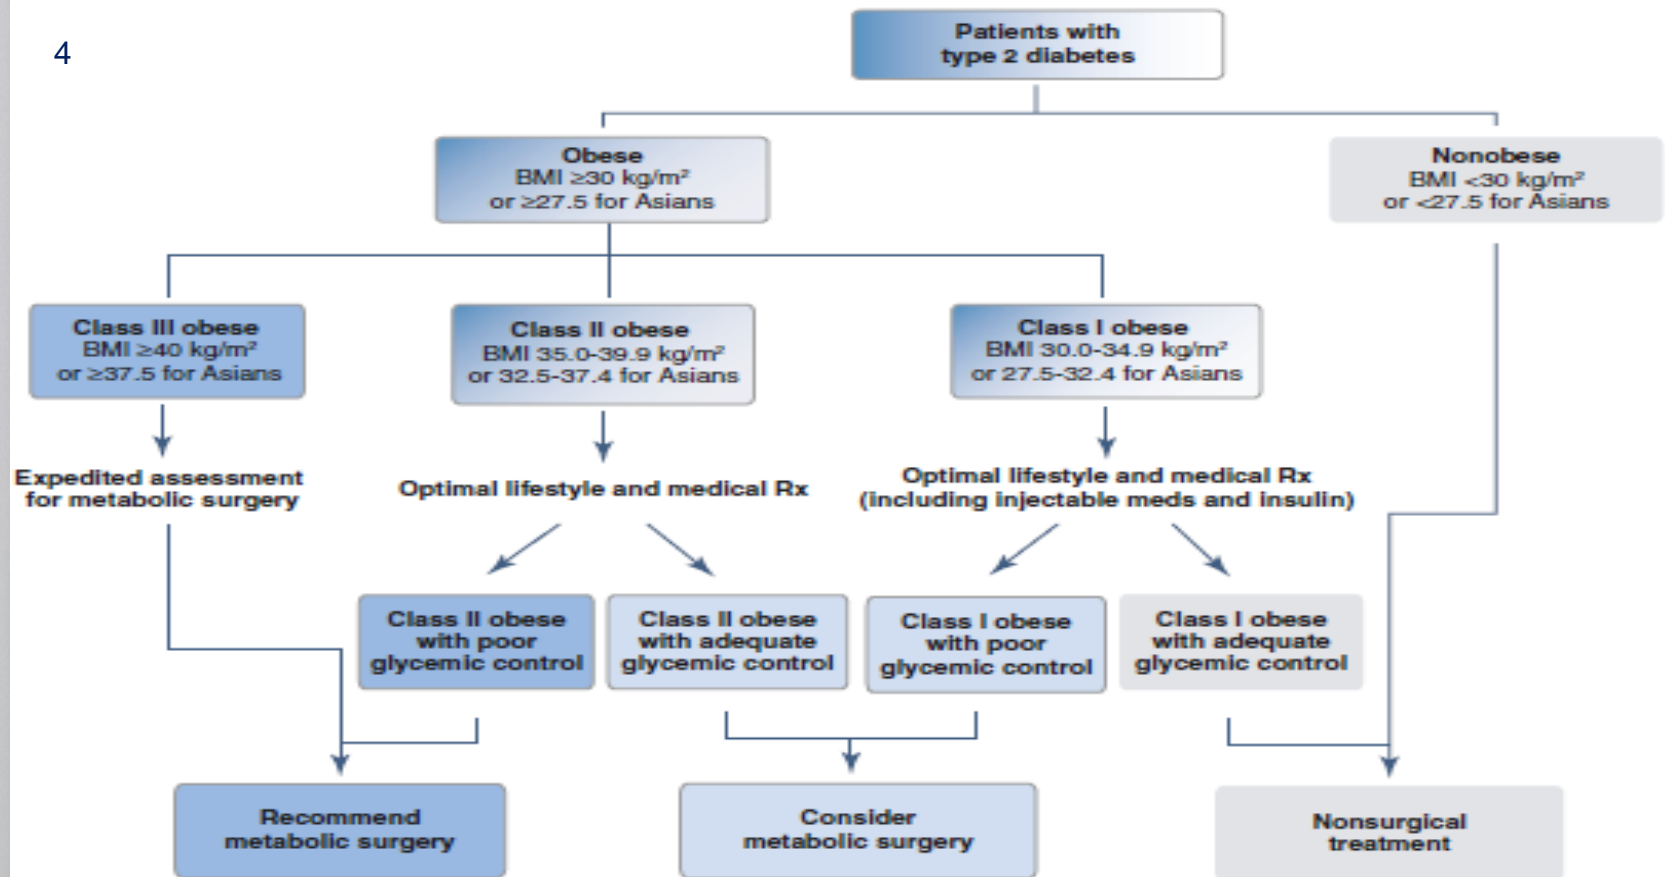 4
Patients with
type 2 diabetes
Obese
BMI ≥30 kg/m²
or ≥27.5 for Asians
Nonobese
BMI <30 kg/m²
or <27.5 for Asians
Class III obese
BMI ≥40 kg/m²
or ≥37.5 for Asians
Class II obese
BMI 35.0-39.9 kg/m²
or 32.5-37.4 for Asians
Class I obese
BMI 30.0-34.9 kg/m²
or 27.5-32.4 for Asians
Expedited assessment
for metabolic surgery
Optimal lifestyle and medical Rx
Optimal lifestyle and medical Rx
(including injectable meds and insulin)
Class II obese
with poor
glycemic control
Class II obese
with adequate
glycemic control
Class I obese
with poor
glycemic control
Class I obese
with adequate
glycemic control
Recommend
metabolic surgery
Consider
metabolic surgery
Nonsurgical
treatment